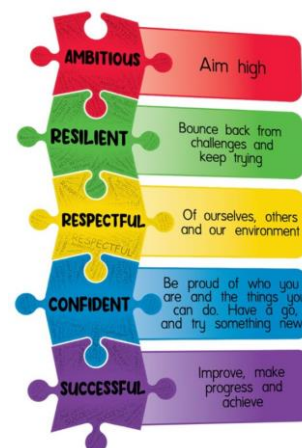 AMBITIOUS
Aim high
RESILIENT
Bounce back from
challenges and
keep trying
RESPECTFUL
RESPECTFUL
Of ourselves, others
and our environment
CONFIDENT
Be proud of who you
are and the things you
can do. Have a go,
and try something new
SUCCESSFUL
Improve, make
progress and
achieve